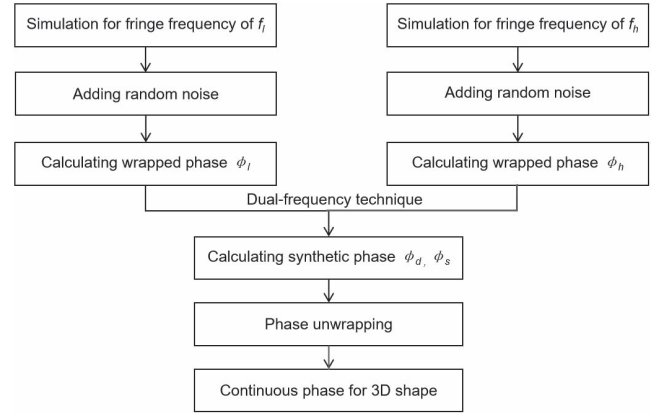 Simulation for fringe frequency of fₗ
Simulation for fringe frequency of fₕ
Adding random noise
Adding random noise
Calculating wrapped phase ϕₗ
Calculating wrapped phase ϕₕ
Dual-frequency technique
Calculating synthetic phase ϕ_d, ϕ_s
Phase unwrapping
Continuous phase for 3D shape